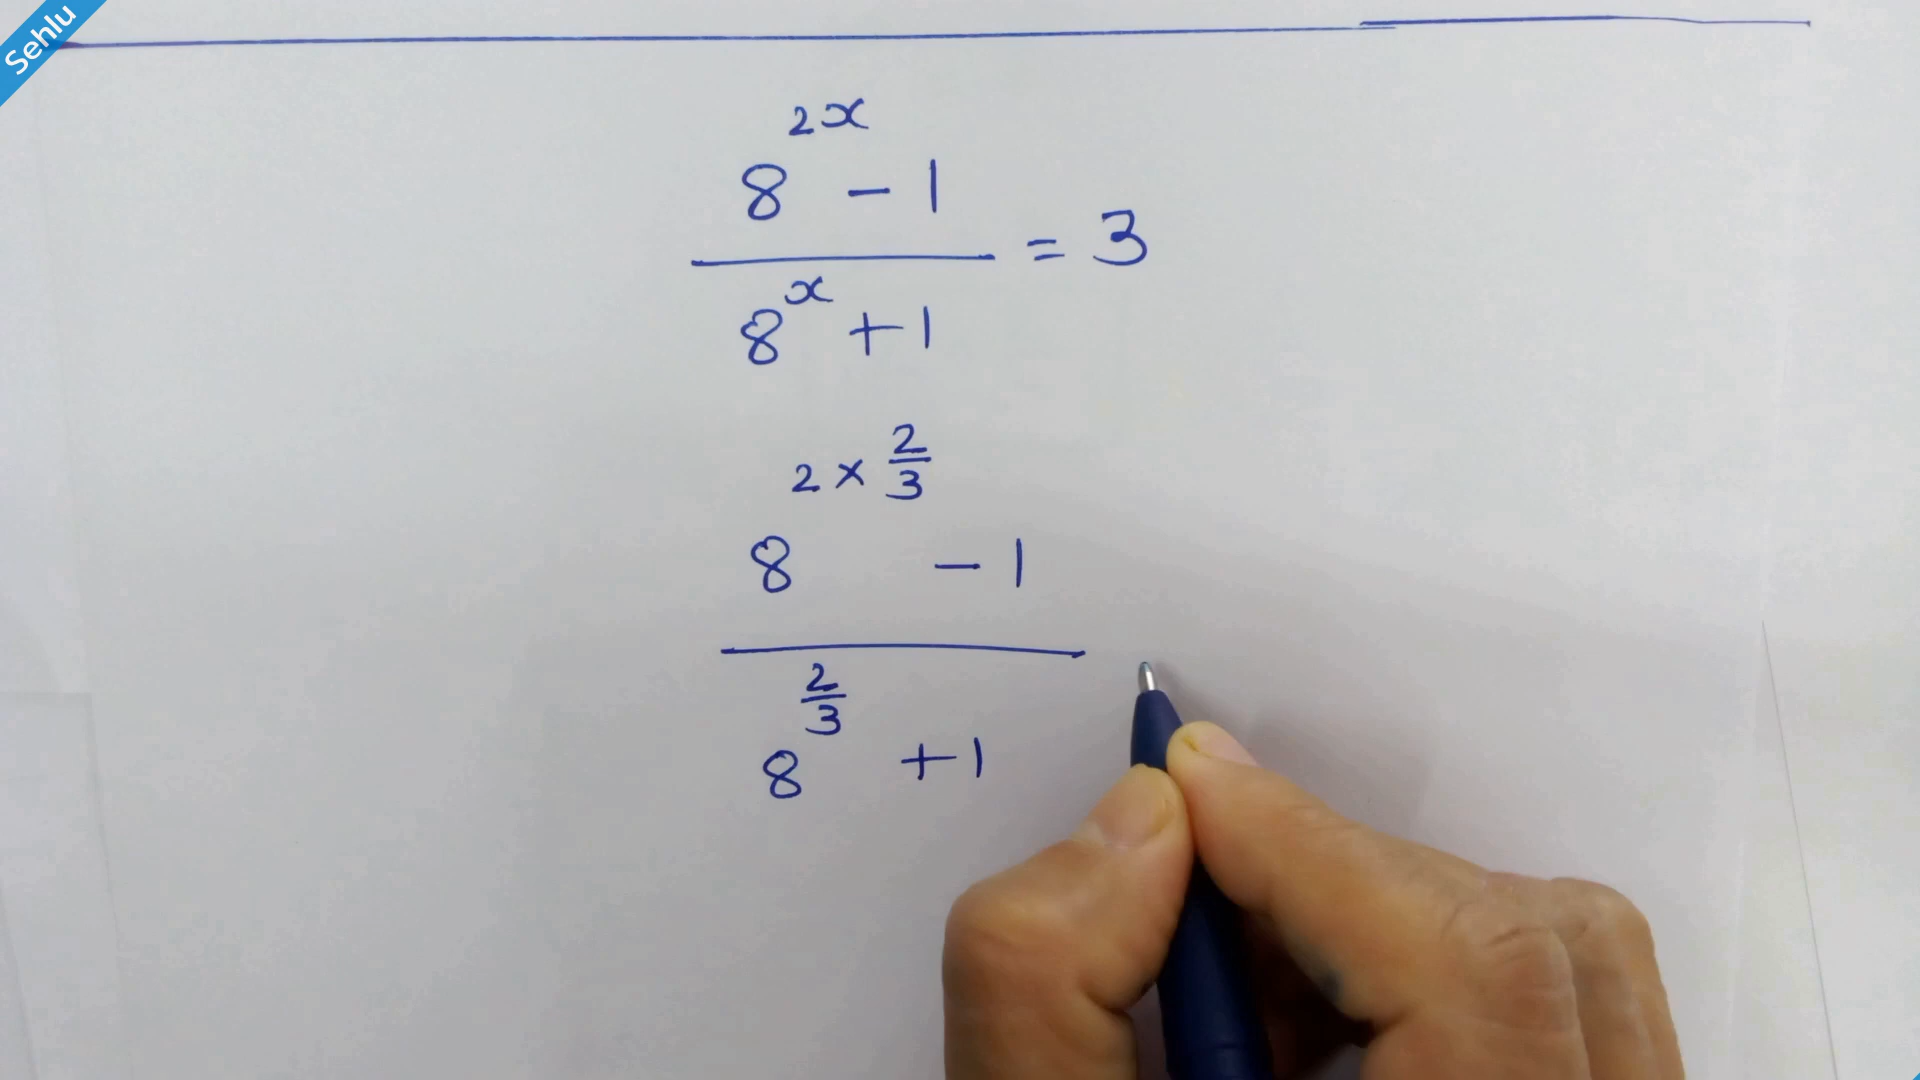 Sehlu
8^{2x} - 1
8^{x} + 1
= 3
8^{2 × 2/3} - 1
8^{2/3} + 1